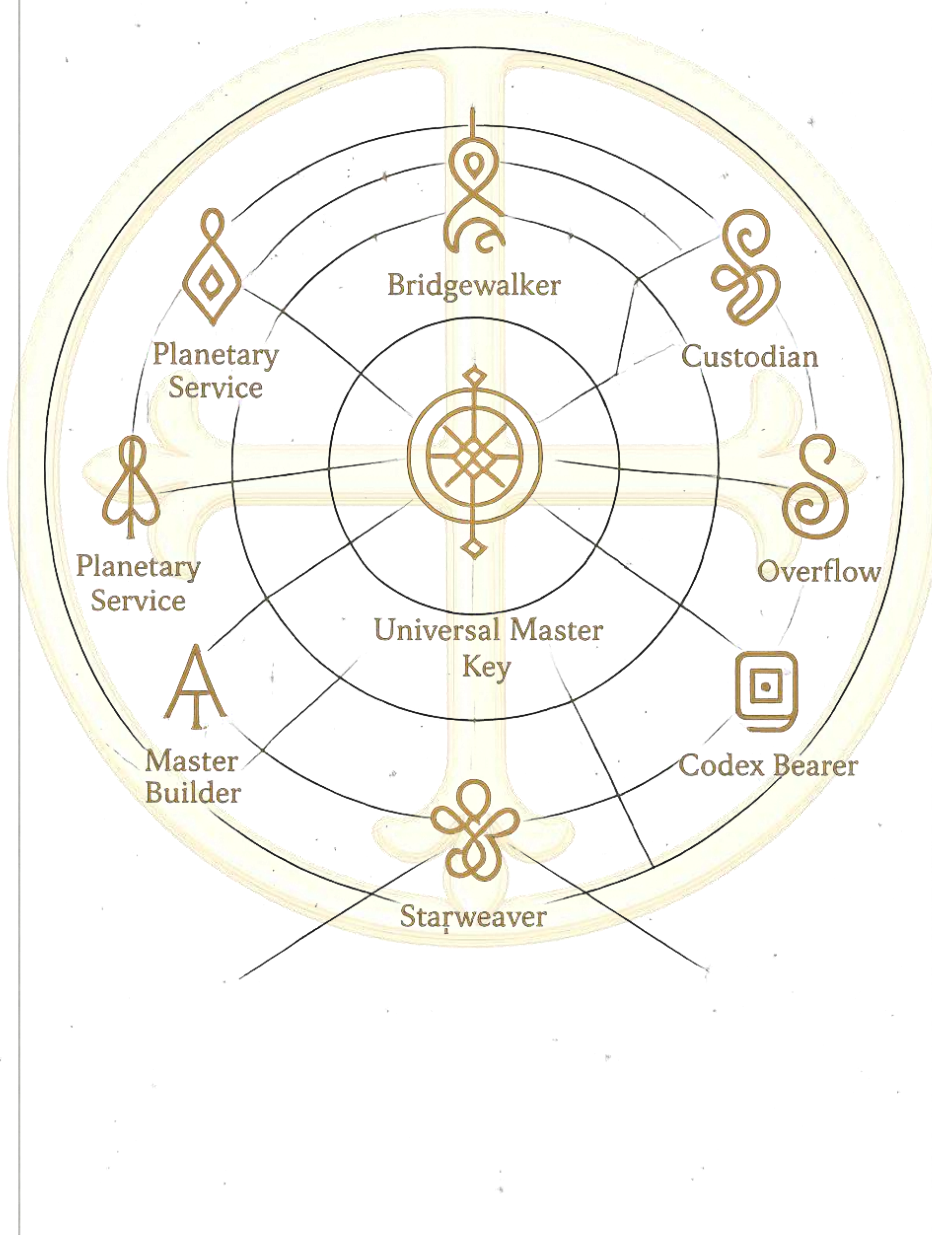 Bridgewalker
Planetary
Service
Custodian
Planetary
Service
Overflow
Universal Master
Key
Master
Builder
Codex Bearer
Starweaver